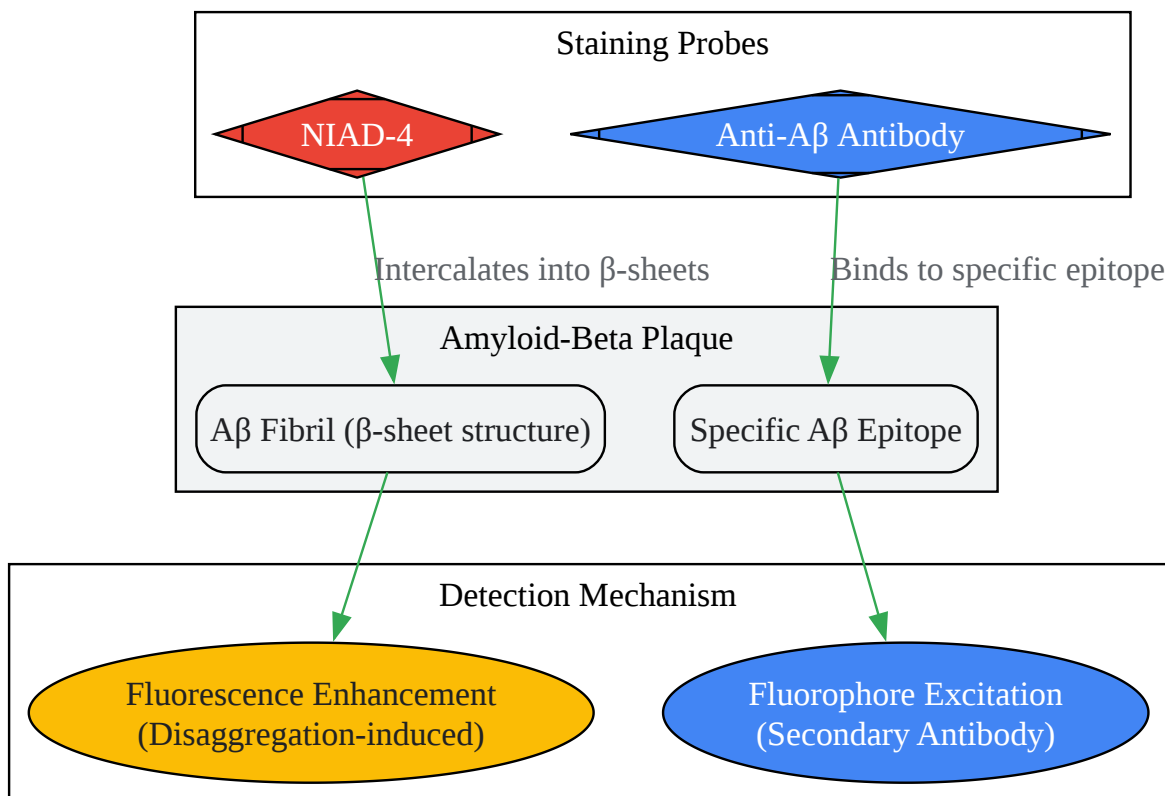 Staining Probes
NIAD-4
Anti-Aβ Antibody
Intercalates into β-sheets
Binds to specific epitope
Amyloid-Beta Plaque
Aβ Fibril (β-sheet structure)
Specific Aβ Epitope
Detection Mechanism
Fluorescence Enhancement
(Disaggregation-induced)
Fluorophore Excitation
(Secondary Antibody)